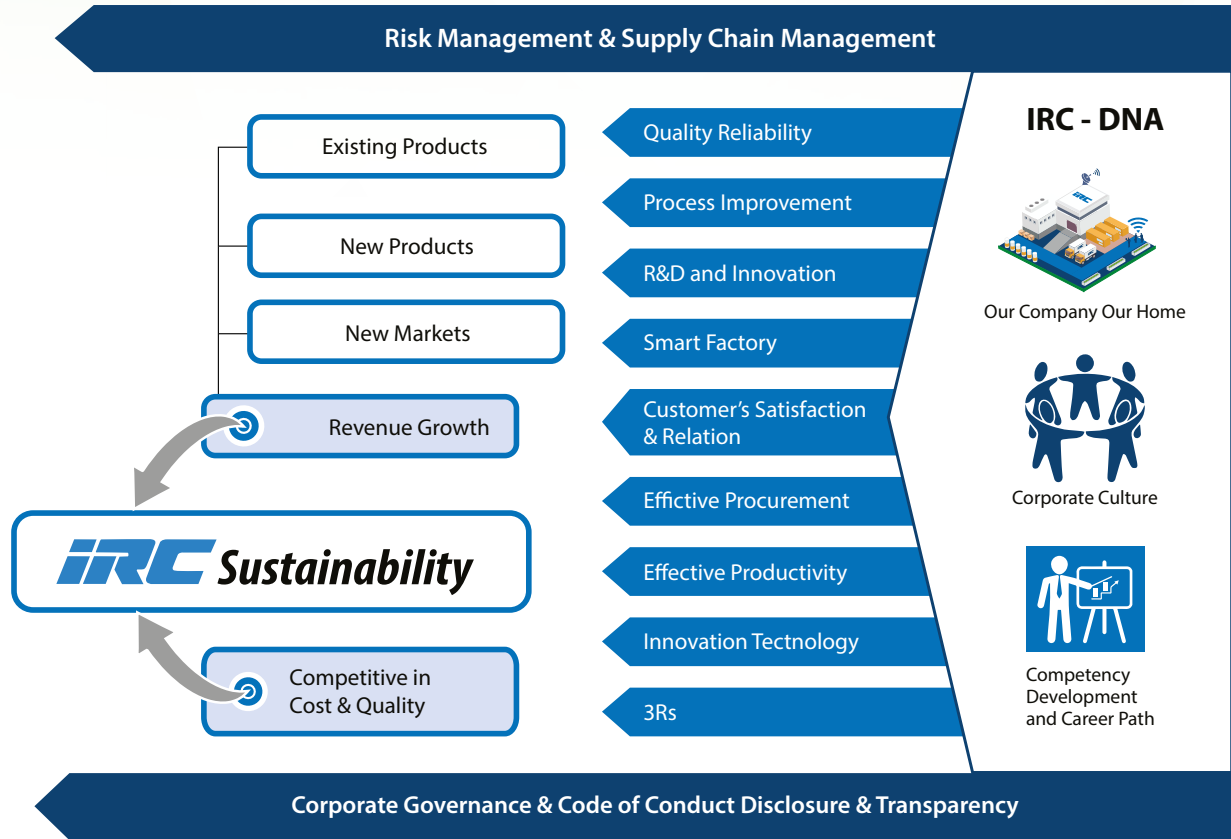 Risk Management & Supply Chain Management
Existing Products
New Products
New Markets
Revenue Growth
IRC Sustainability
Competitive in
Cost & Quality
Quality Reliability
Process Improvement
R&D and Innovation
Smart Factory
Customer's Satisfaction
& Relation
Effictive Procurement
Effective Productivity
Innovation Tectnology
3Rs
IRC - DNA
IRC
Our Company Our Home
Corporate Culture
Competency
Development
and Career Path
Corporate Governance & Code of Conduct Disclosure & Transparency